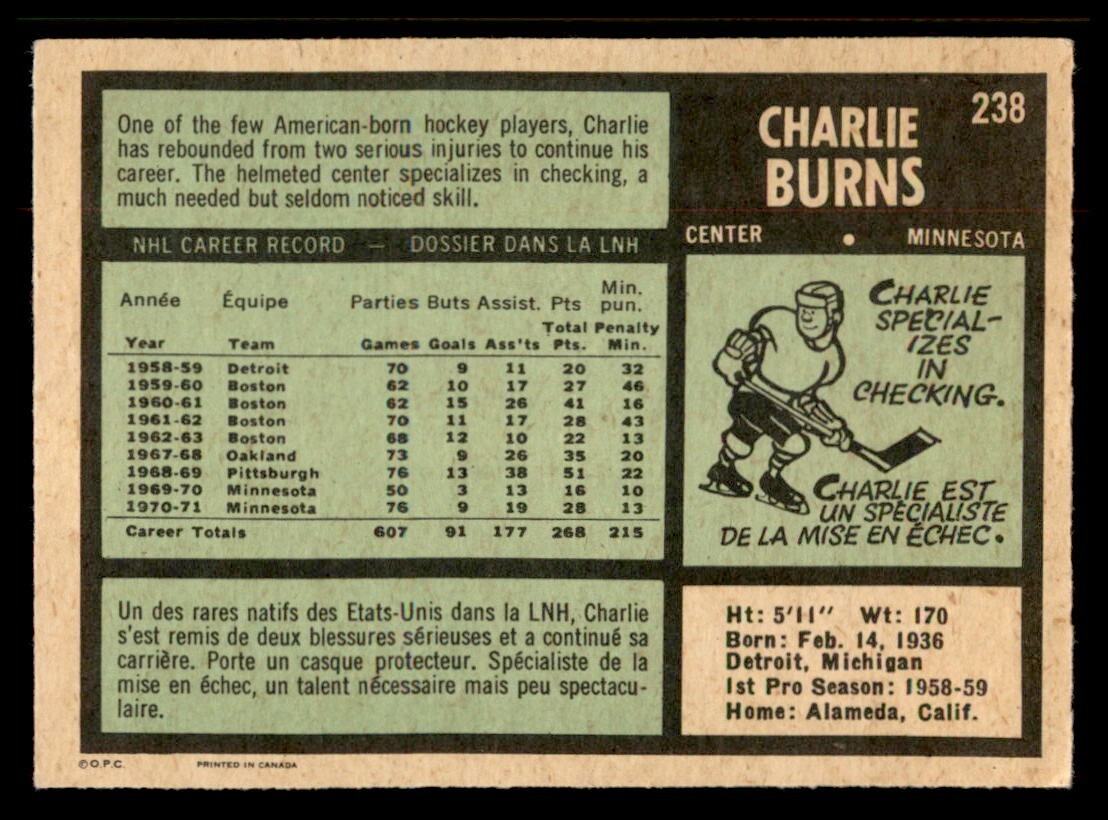 One of the few American-born hockey players, Charlie
has rebounded from two serious injuries to continue his
career. The helmeted center specializes in checking, a
much needed but seldom noticed skill.
238
CHARLIE
BURNS
CENTER • MINNESOTA
NHL CAREER RECORD — DOSSIER DANS LA LNH
Année Équipe Parties Buts Assist. Pts Min. pun.
Year Team Games Goals Ass'ts Total Pts. Penalty Min.
1958-59 Detroit 70 9 11 20 32
1959-60 Boston 62 10 17 27 46
1960-61 Boston 62 15 26 41 16
1961-62 Boston 70 11 17 28 43
1962-63 Boston 68 12 10 22 13
1967-68 Oakland 73 9 26 35 20
1968-69 Pittsburgh 76 13 38 51 22
1969-70 Minnesota 50 3 13 16 10
1970-71 Minnesota 76 9 19 28 13
Career Totals 607 91 177 268 215
CHARLIE
SPECIAL-
IZES
IN
CHECKING.
CHARLIE EST
UN SPÉCIALISTE
DE LA MISE EN ÉCHEC.
Un des rares natifs des Etats-Unis dans la LNH, Charlie
s'est remis de deux blessures sérieuses et a continué sa
carrière. Porte un casque protecteur. Spécialiste de la
mise en échec, un talent nécessaire mais peu spectacu-
laire.
Ht: 5'11" Wt: 170
Born: Feb. 14, 1936
Detroit, Michigan
1st Pro Season: 1958-59
Home: Alameda, Calif.
©O.P.C. PRINTED IN CANADA